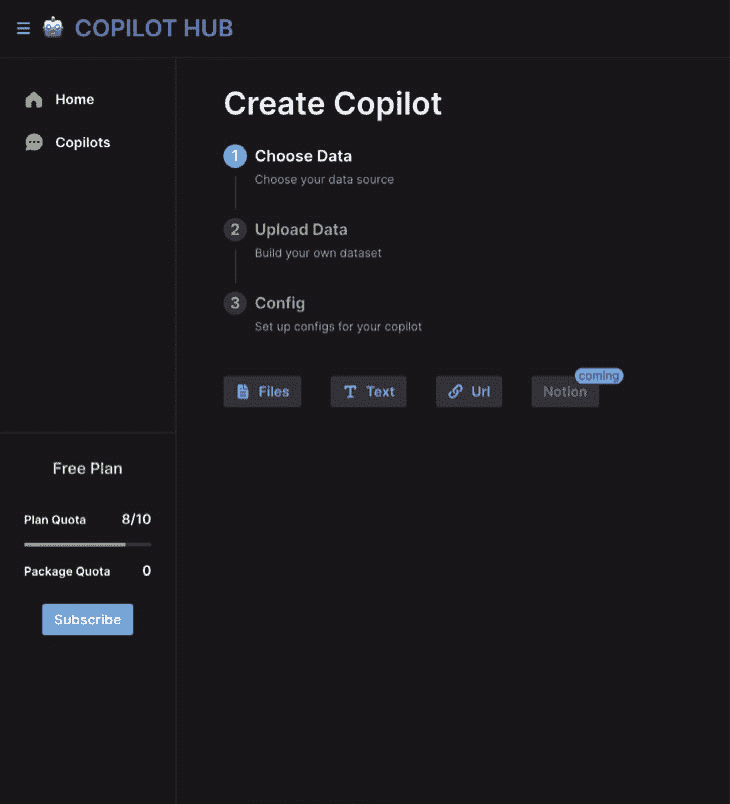 COPILOT HUB
Home
Copilots
Free Plan
Plan Quota 8/10
Package Quota 0
Subscribe
Create Copilot
1 Choose Data
Choose your data source
2 Upload Data
Build your own dataset
3 Config
Set up configs for your copilot
coming
Files Text Url Notion